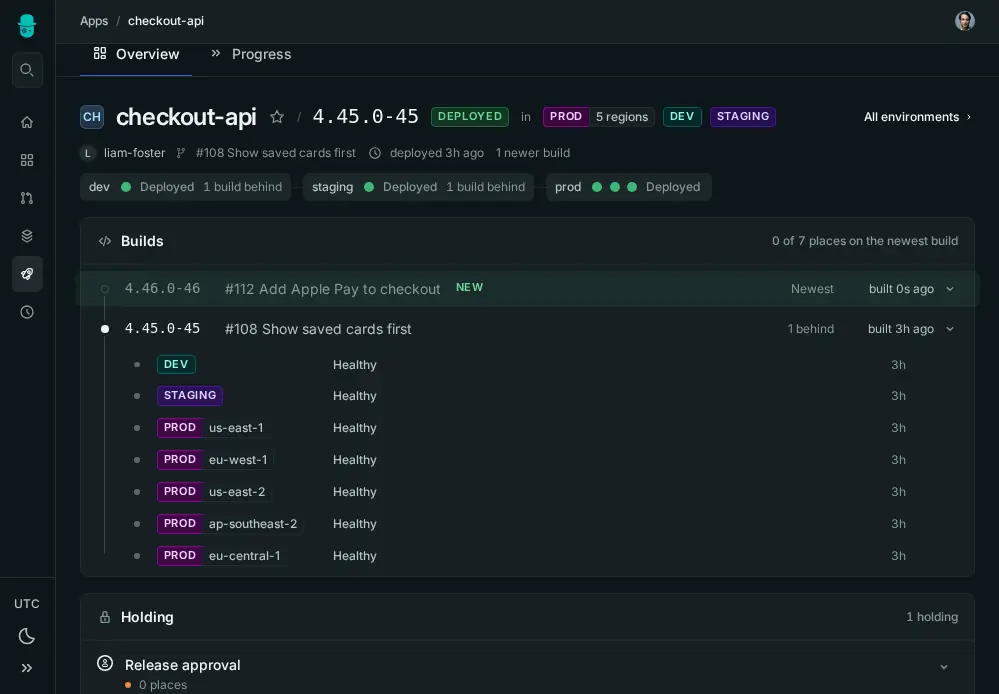 Apps / checkout-api
Overview Progress
CH checkout-api / 4.45.0-45 DEPLOYED in PROD 5 regions DEV STAGING All environments
L liam-foster #108 Show saved cards first deployed 3h ago 1 newer build
dev Deployed 1 build behind staging Deployed 1 build behind prod Deployed
Builds 0 of 7 places on the newest build
4.46.0-46 #112 Add Apple Pay to checkout NEW Newest built 0s ago
4.45.0-45 #108 Show saved cards first 1 behind built 3h ago
DEV Healthy 3h
STAGING Healthy 3h
PROD us-east-1 Healthy 3h
PROD eu-west-1 Healthy 3h
PROD us-east-2 Healthy 3h
PROD ap-southeast-2 Healthy 3h
PROD eu-central-1 Healthy 3h
UTC
Holding 1 holding
Release approval
0 places